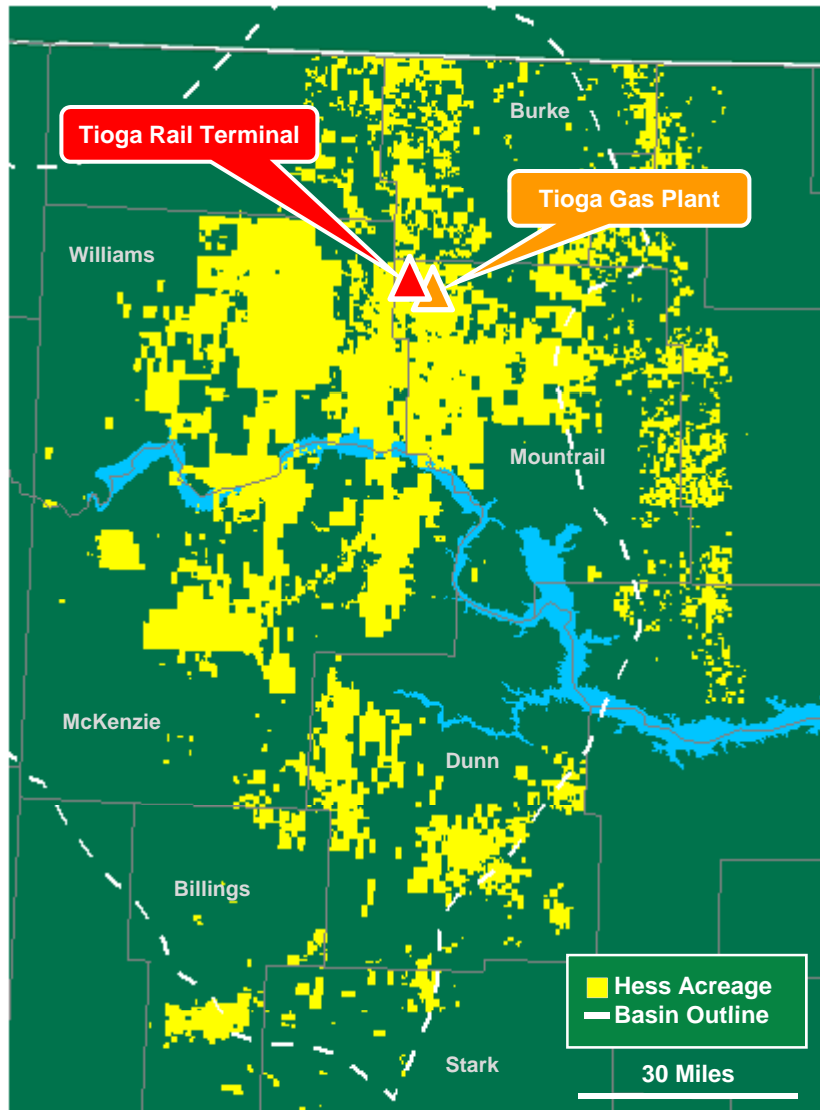 Burke
Tioga Rail Terminal
Tioga Gas Plant
Williams
Mountrail
McKenzie
Dunn
Billings
Hess Acreage
Basin Outline
Stark
30 Miles